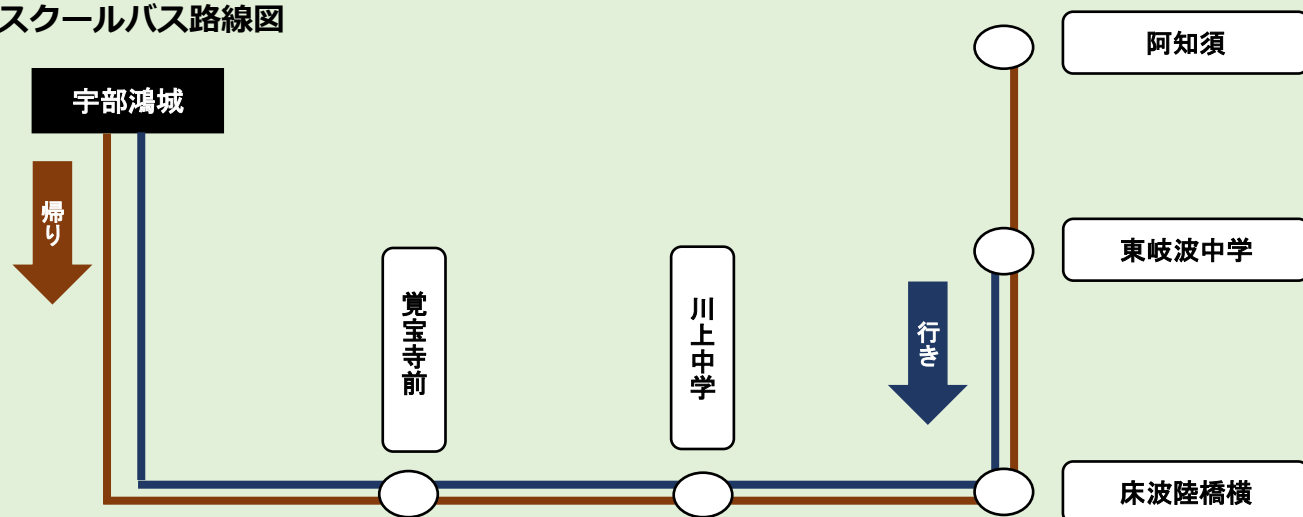 スクールバス路線図
阿知須
宇部鴻城
帰り
東岐波中学
覚宝寺前
川上中学
行き
床波陸橋横